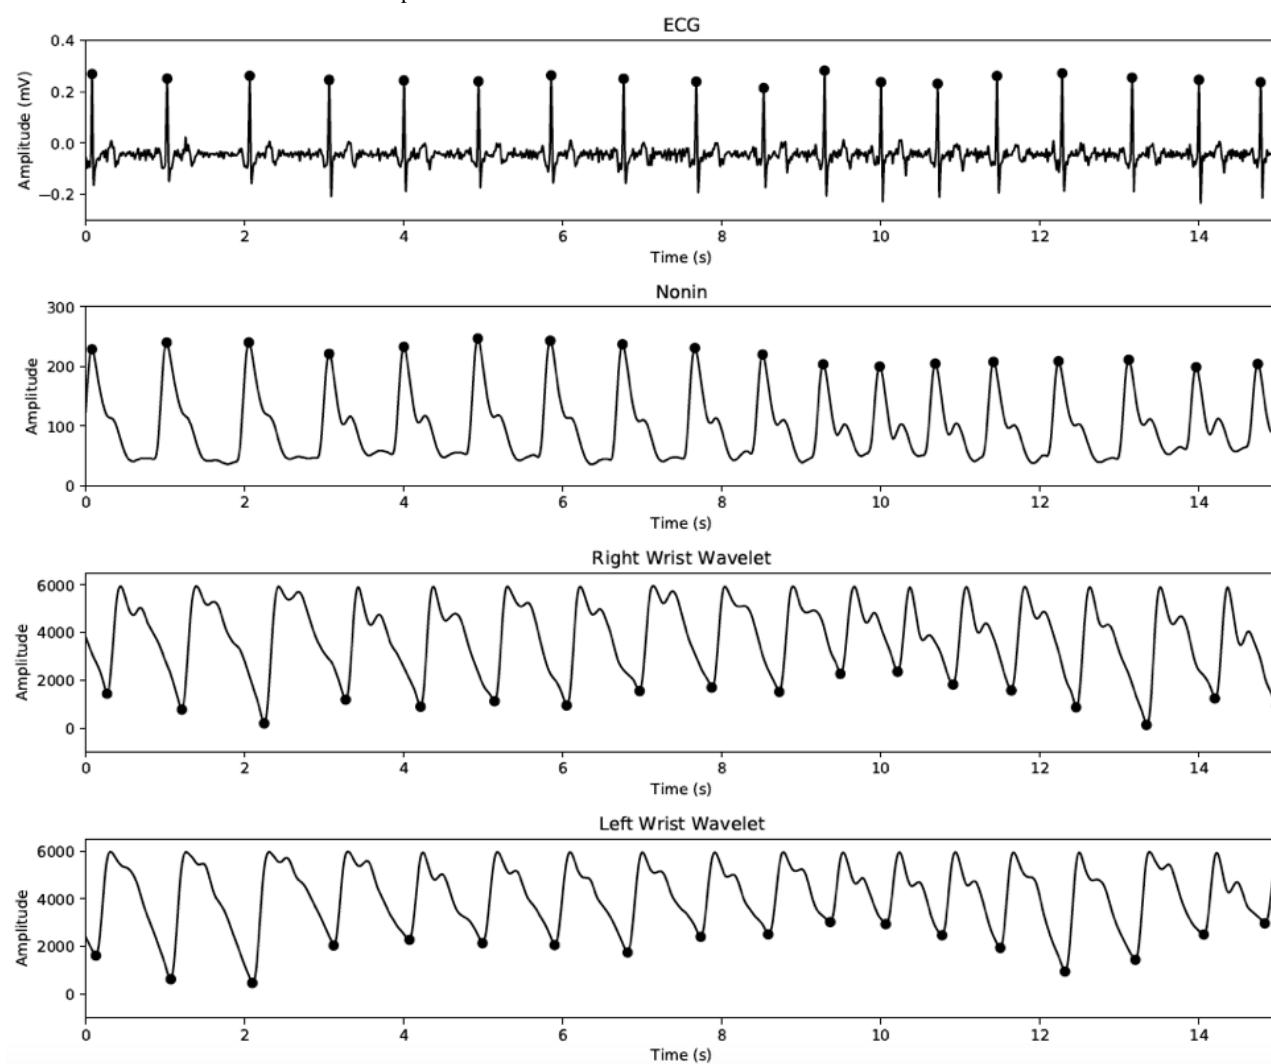 ECG
0.4
0.2
0.0
−0.2
Amplitude (mV)
0 2 4 6 8 10 12 14
Time (s)
Nonin
300
200
100
0
Amplitude
0 2 4 6 8 10 12 14
Time (s)
Right Wrist Wavelet
6000
4000
2000
0
Amplitude
0 2 4 6 8 10 12 14
Time (s)
Left Wrist Wavelet
6000
4000
2000
0
Amplitude
0 2 4 6 8 10 12 14
Time (s)